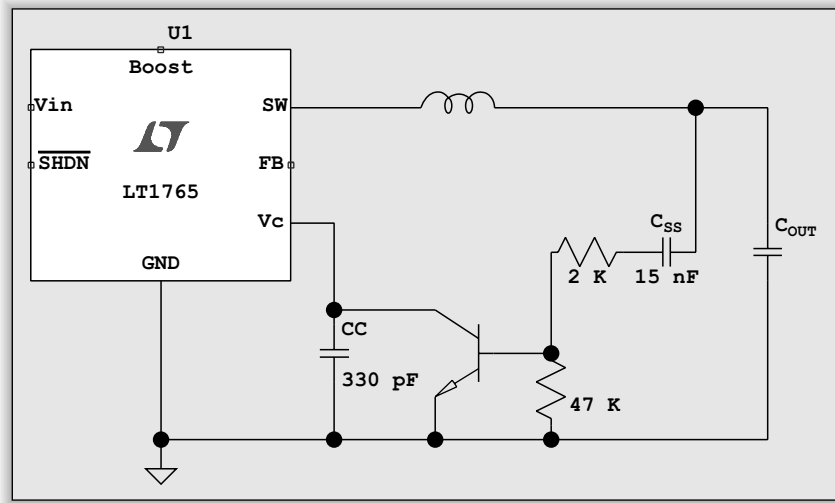 U1
Boost
Vin
SW
SHDN
FB
LT1765
Vc
GND
CSS
COUT
2 K
15 nF
CC
330 pF
47 K